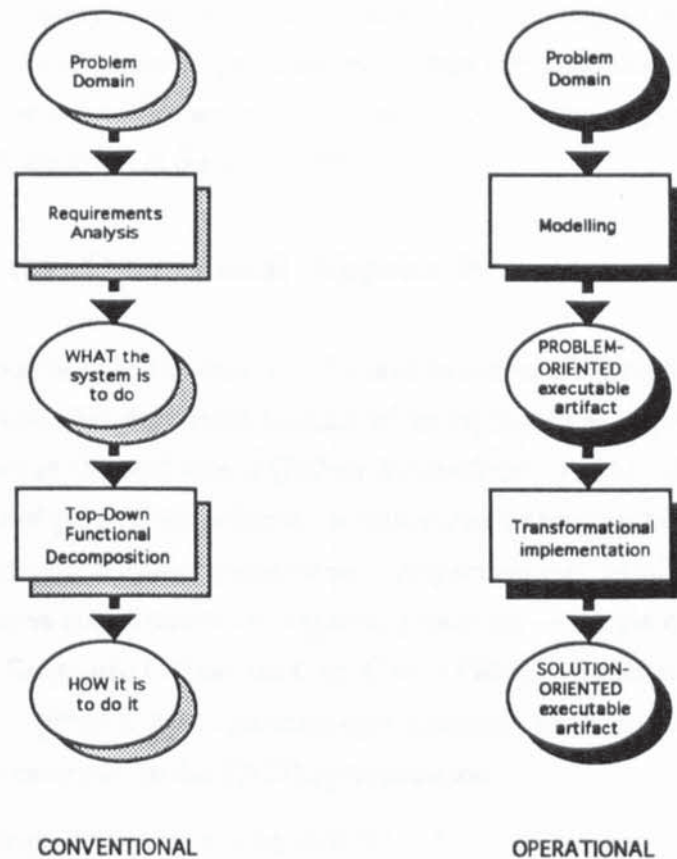 Problem
Domain
Requirements
Analysis
WHAT the
system is
to do
Top-Down
Functional
Decomposition
HOW it is
to do it
CONVENTIONAL
Problem
Domain
Modelling
PROBLEM-
ORIENTED
executable
artifact
Transformational
implementation
SOLUTION-
ORIENTED
executable
artifact
OPERATIONAL